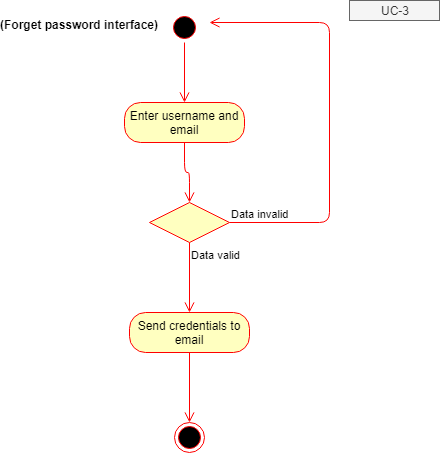 UC-3
(Forget password interface)
Enter username and
email
Data invalid
Data valid
Send credentials to
email